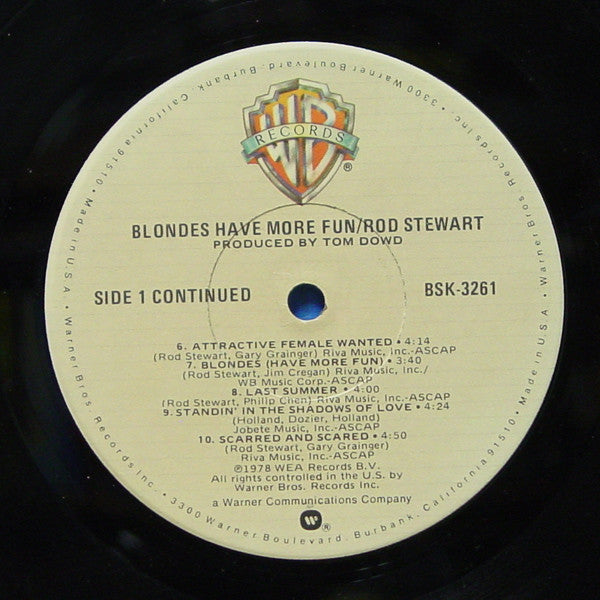 WB
RECORDS
®
BLONDES HAVE MORE FUN/ROD STEWART
PRODUCED BY TOM DOWD
SIDE 1 CONTINUED
BSK-3261
6. ATTRACTIVE FEMALE WANTED • 4:14
(Rod Stewart, Gary Grainger) Riva Music, Inc.-ASCAP
7. BLONDES (HAVE MORE FUN) • 3:40
(Rod Stewart, Jim Cregan) Riva Music, Inc./
WB Music Corp.-ASCAP
8. LAST SUMMER • 4:00
(Rod Stewart, Philip Chen) Riva Music, Inc.-ASCAP
9. STANDIN' IN THE SHADOWS OF LOVE • 4:24
(Holland, Dozier, Holland)
Jobete Music, Inc.-ASCAP
10. SCARRED AND SCARED • 4:50
(Rod Stewart, Gary Grainger)
Riva Music, Inc.-ASCAP
℗1978 WEA Records B.V.
All rights controlled in the U.S. by
Warner Bros. Records Inc.
a Warner Communications Company
W ®
Warner Bros. Records Inc. • 3300 Warner Boulevard, Burbank, California 91510 • Made in U.S.A. • Warner Bros. Records Inc. • 3300 Warner Boulevard, Burbank, California 91510 • Made in U.S.A. •